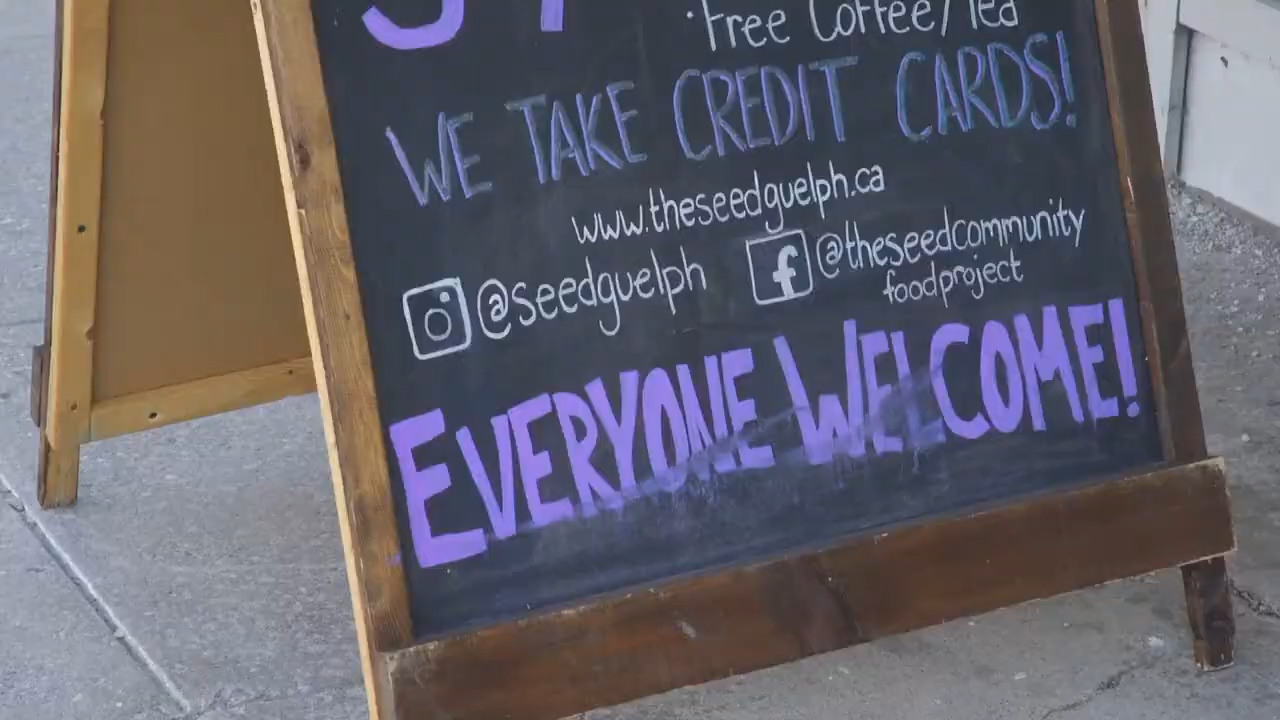 ·Free Coffee/Tea
WE TAKE CREDIT CARDS!
www.theseedguelph.ca
@seedguelph
@theseedcommunity
foodproject
EVERYONE WELCOME!